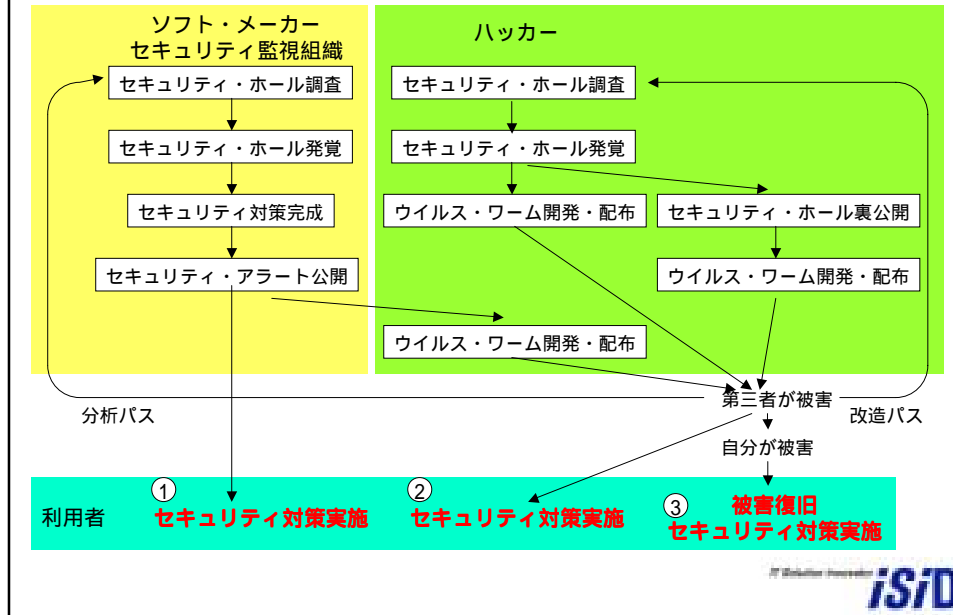 ソフト・メーカー
セキュリティ監視組織
セキュリティ・ホール調査
セキュリティ・ホール発覚
セキュリティ対策完成
セキュリティ・アラート公開
ハッカー
セキュリティ・ホール調査
セキュリティ・ホール発覚
ウイルス・ワーム開発・配布
セキュリティ・ホール裏公開
ウイルス・ワーム開発・配布
ウイルス・ワーム開発・配布
第三者が被害
分析パス
改造パス
自分が被害
利用者
①
セキュリティ対策実施
②
セキュリティ対策実施
③
被害復旧
セキュリティ対策実施
iSiD